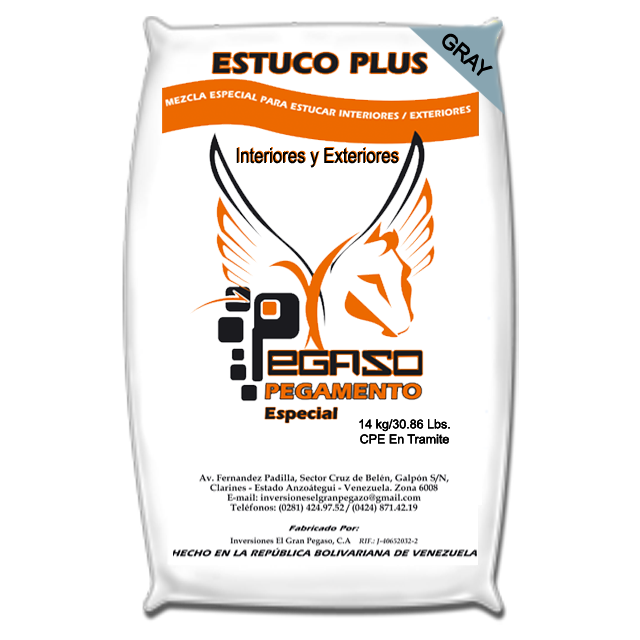 ESTUCO PLUS
GRAY
MEZCLA ESPECIAL PARA ESTUCAR INTERIORES / EXTERIORES
Interiores y Exteriores
PEGASO
PEGAMENTO
Especial
14 kg/30.86 Lbs.
CPE En Tramite
Av. Fernandez Padilla, Sector Cruz de Belén, Galpón S/N,
Clarines - Estado Anzoátegui - Venezuela. Zona 6008
E-mail: inversioneselgranpegazo@gmail.com
Teléfonos: (0281) 424.97.52 / (0424) 871.42.19
Fabricado Por:
Inversiones El Gran Pegaso, C.A RIF.: J-40652032-2
HECHO EN LA REPÚBLICA BOLIVARIANA DE VENEZUELA